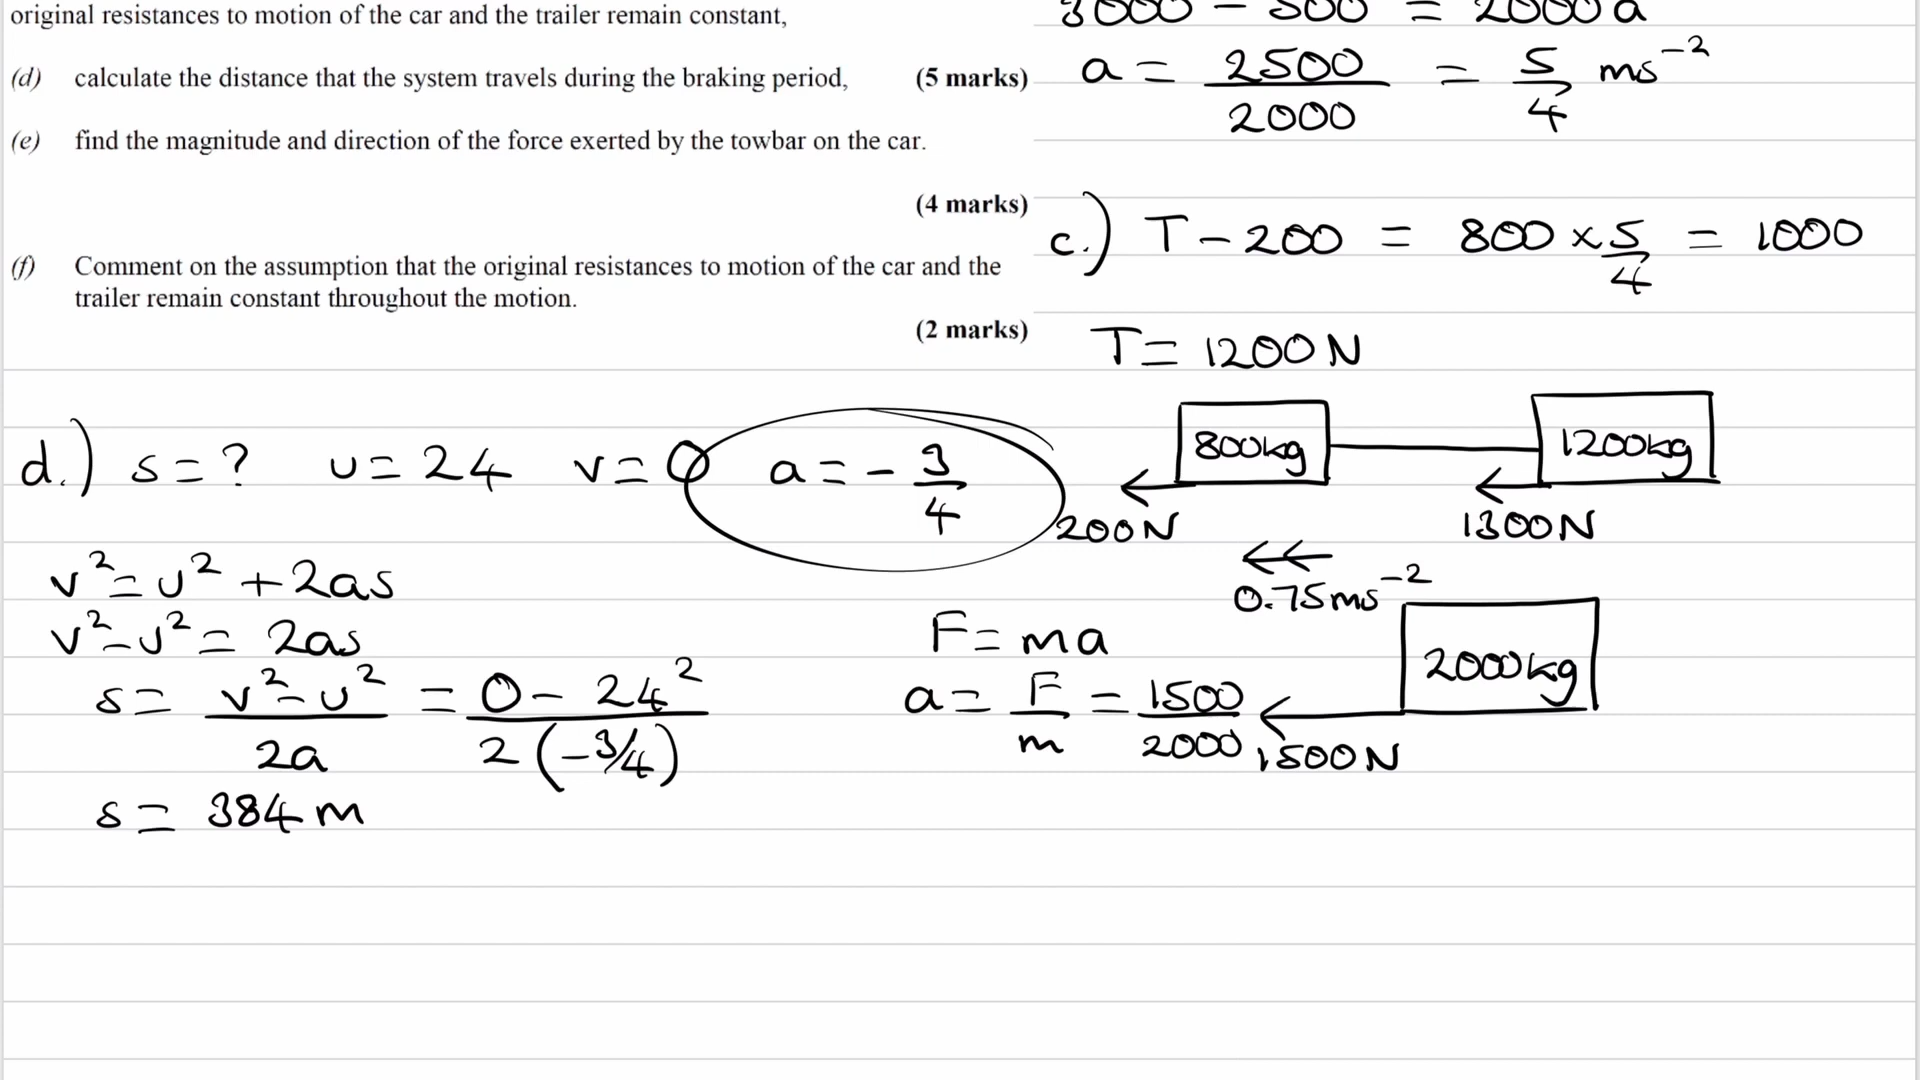 original resistances to motion of the car and the trailer remain constant,
(d) calculate the distance that the system travels during the braking period, (5 marks)
(e) find the magnitude and direction of the force exerted by the towbar on the car.
(4 marks)
(f) Comment on the assumption that the original resistances to motion of the car and the
trailer remain constant throughout the motion.
(2 marks)
3000 - 500 = 2000a
a = 2500/2000 = 5/4 ms⁻²
c.) T - 200 = 800 × 5/4 = 1000
T = 1200N
d.) s = ? u = 24 v = 0 a = -3/4
v² = u² + 2as
v² - u² = 2as
s = (v² - u²)/2a = (0 - 24²)/2(-3/4)
s = 384m
800kg
1200kg
200N
1300N
0.75ms⁻²
F = ma
a = F/m = 1500/2000
2000kg
1500N